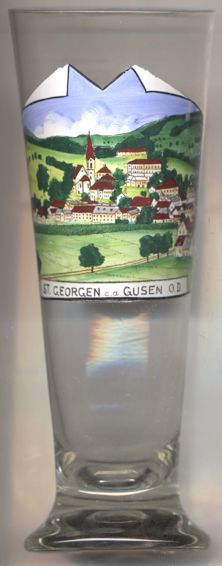 ST. GEORGEN a.d. GUSEN O.D.